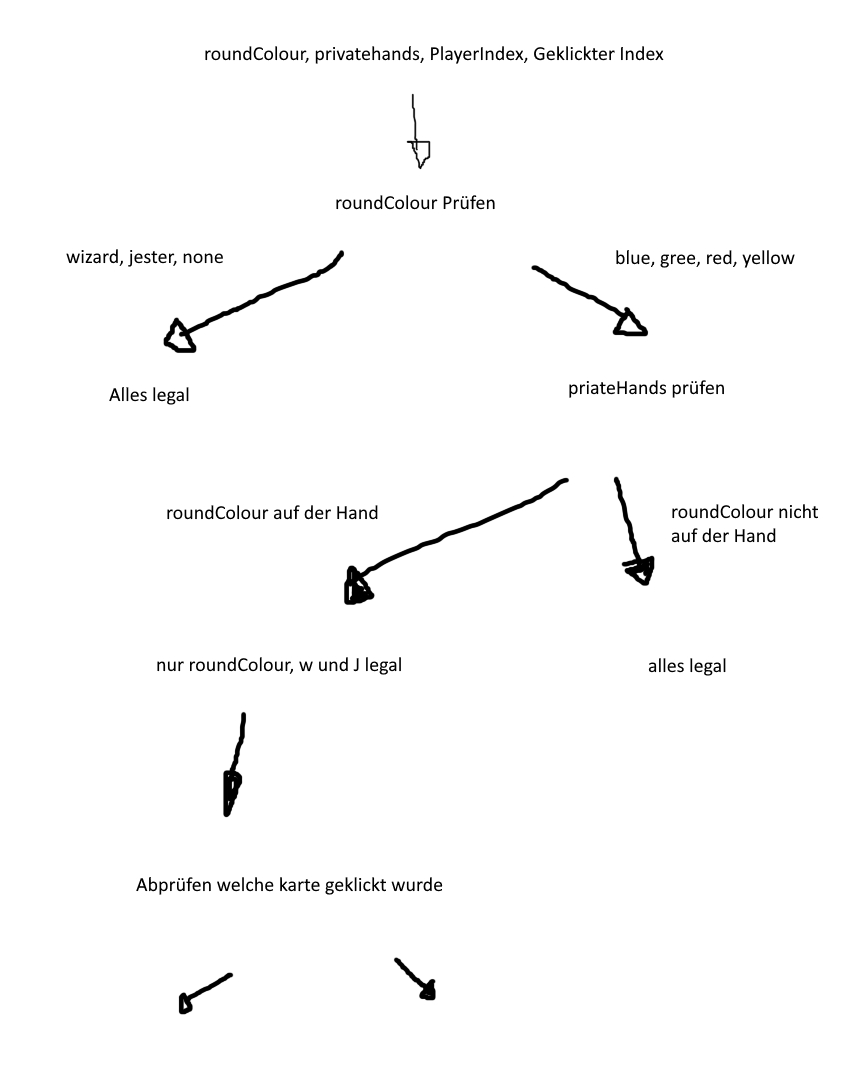 roundColour, privatehands, PlayerIndex, Geklickter Index
roundColour Prüfen
wizard, jester, none
blue, gree, red, yellow
Alles legal
priateHands prüfen
roundColour auf der Hand
roundColour nicht
auf der Hand
nur roundColour, w und J legal
alles legal
Abprüfen welche karte geklickt wurde